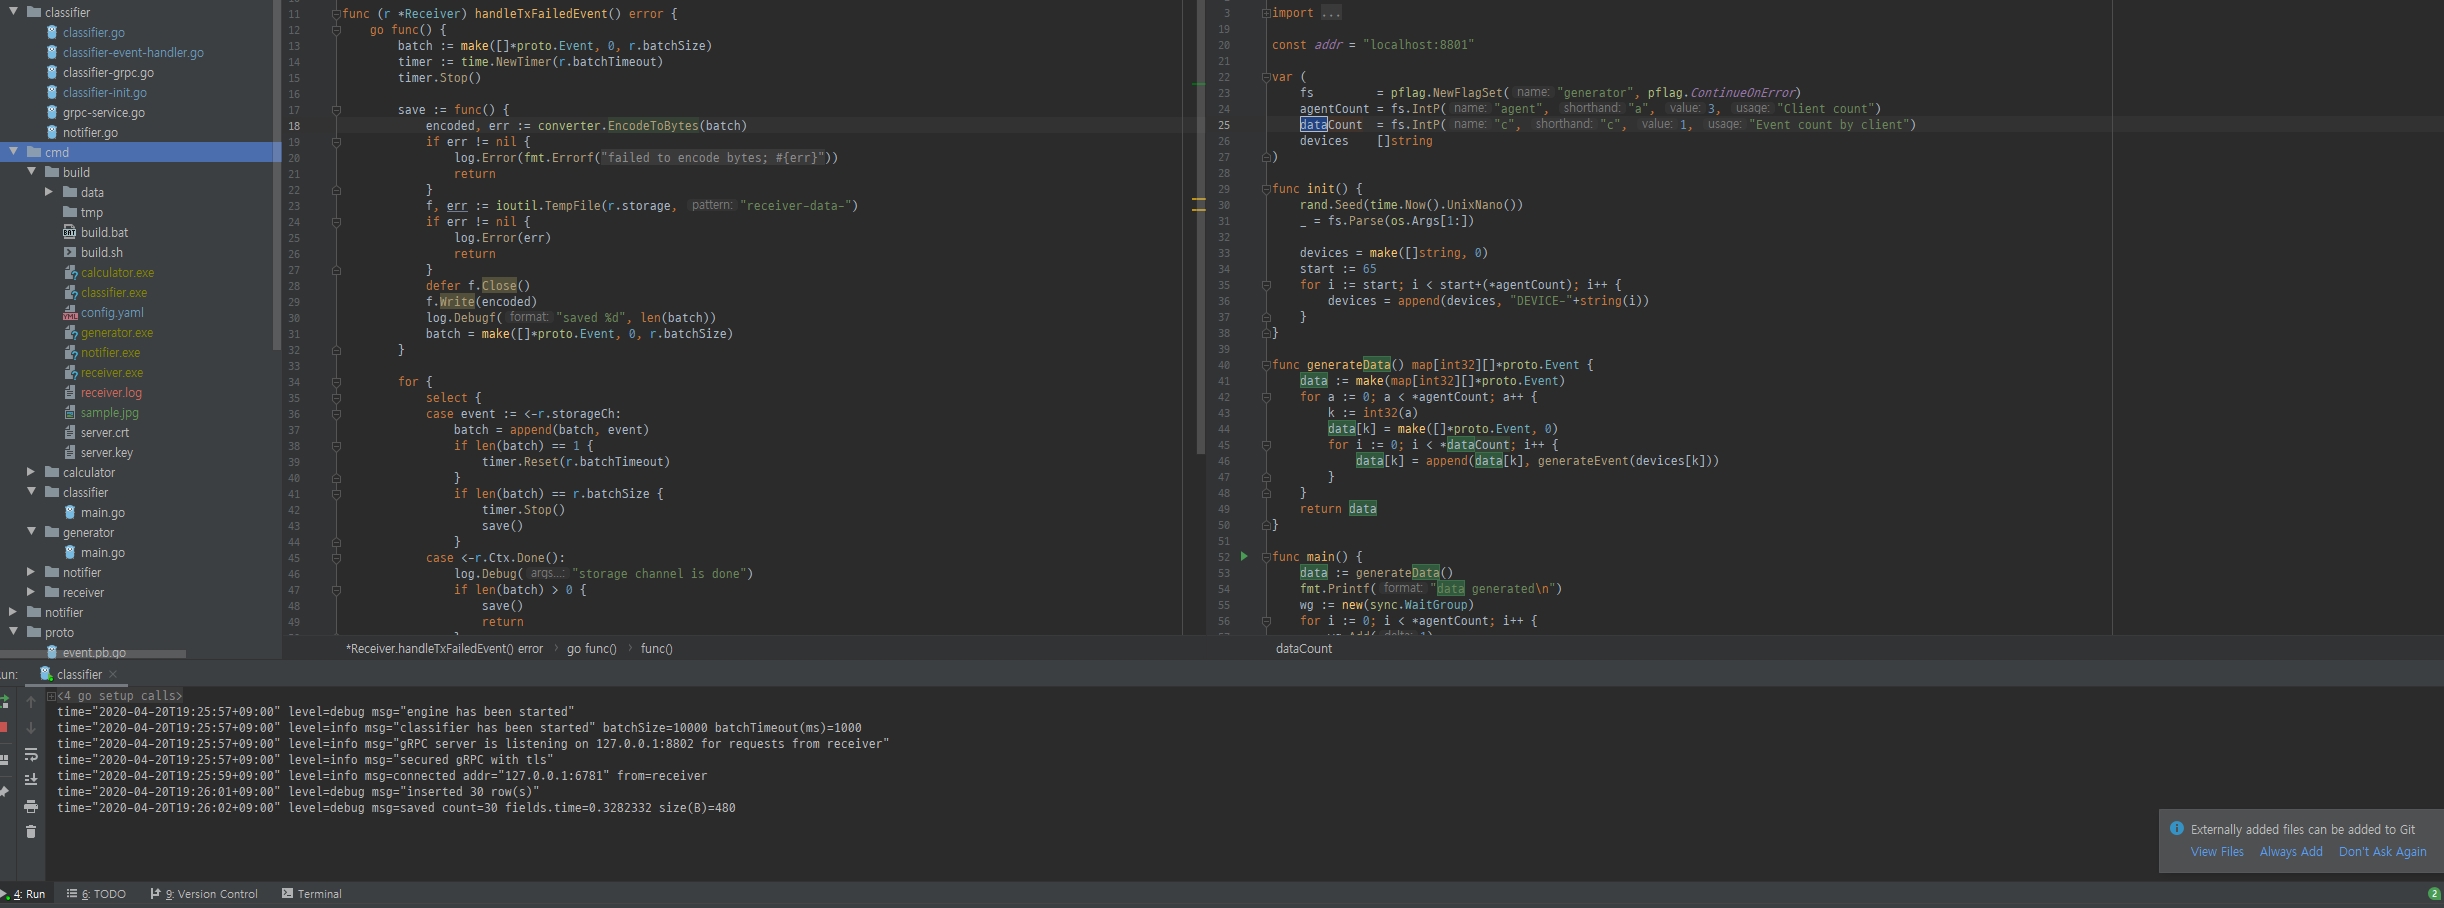 classifier
classifier.go
classifier-event-handler.go
classifier-grpc.go
classifier-init.go
grpc-service.go
notifier.go
cmd
build
data
tmp
build.bat
build.sh
calculator.exe
classifier.exe
config.yaml
generator.exe
notifier.exe
receiver.exe
receiver.log
sample.jpg
server.crt
server.key
calculator
classifier
main.go
generator
main.go
notifier
receiver
notifier
proto
event.pb.go
11 func (r *Receiver) handleTxFailedEvent() error {
12 go func() {
13 batch := make([]*proto.Event, 0, r.batchSize)
14 timer := time.NewTimer(r.batchTimeout)
15 timer.Stop()
16
17 save := func() {
18 encoded, err := converter.EncodeToBytes(batch)
19 if err != nil {
20 log.Error(fmt.Errorf("failed to encode bytes; #{err}"))
21 return
22 }
23 f, err := ioutil.TempFile(r.storage, pattern: "receiver-data-")
24 if err != nil {
25 log.Error(err)
26 return
27 }
28 defer f.Close()
29 f.Write(encoded)
30 log.Debugf( format: "saved %d", len(batch))
31 batch = make([]*proto.Event, 0, r.batchSize)
32 }
33
34 for {
35 select {
36 case event := <-r.storageCh:
37 batch = append(batch, event)
38 if len(batch) == 1 {
39 timer.Reset(r.batchTimeout)
40 }
41 if len(batch) == r.batchSize {
42 timer.Stop()
43 save()
44 }
45 case <-r.Ctx.Done():
46 log.Debug( args...: "storage channel is done")
47 if len(batch) > 0 {
48 save()
49 return
*Receiver.handleTxFailedEvent() error › go func() › func()
3 import ...
19
20 const addr = "localhost:8801"
21
22 var (
23 fs = pflag.NewFlagSet( name: "generator", pflag.ContinueOnError)
24 agentCount = fs.IntP( name: "agent", shorthand: "a", value: 3, usage: "Client count")
25 dataCount = fs.IntP( name: "c", shorthand: "c", value: 1, usage: "Event count by client")
26 devices []string
27 )
28
29 func init() {
30 rand.Seed(time.Now().UnixNano())
31 _ = fs.Parse(os.Args[1:])
32
33 devices = make([]string, 0)
34 start := 65
35 for i := start; i < start+(*agentCount); i++ {
36 devices = append(devices, "DEVICE-"+string(i))
37 }
38 }
39
40 func generateData() map[int32][]*proto.Event {
41 data := make(map[int32][]*proto.Event)
42 for a := 0; a < *agentCount; a++ {
43 k := int32(a)
44 data[k] = make([]*proto.Event, 0)
45 for i := 0; i < *dataCount; i++ {
46 data[k] = append(data[k], generateEvent(devices[k]))
47 }
48 }
49 return data
50 }
51
52 func main() {
53 data := generateData()
54 fmt.Printf( format: "data generated\n")
55 wg := new(sync.WaitGroup)
56 for i := 0; i < *agentCount; i++ {
dataCount
un: classifier
<4 go setup calls>
time="2020-04-20T19:25:57+09:00" level=debug msg="engine has been started"
time="2020-04-20T19:25:57+09:00" level=info msg="classifier has been started" batchSize=10000 batchTimeout(ms)=1000
time="2020-04-20T19:25:57+09:00" level=info msg="gRPC server is listening on 127.0.0.1:8802 for requests from receiver"
time="2020-04-20T19:25:57+09:00" level=info msg="secured gRPC with tls"
time="2020-04-20T19:25:59+09:00" level=info msg=connected addr="127.0.0.1:6781" from=receiver
time="2020-04-20T19:26:01+09:00" level=debug msg="inserted 30 row(s)"
time="2020-04-20T19:26:02+09:00" level=debug msg=saved count=30 fields.time=0.3282332 size(B)=480
Externally added files can be added to Git
View Files Always Add Don't Ask Again
4: Run 6: TODO 9: Version Control Terminal 2